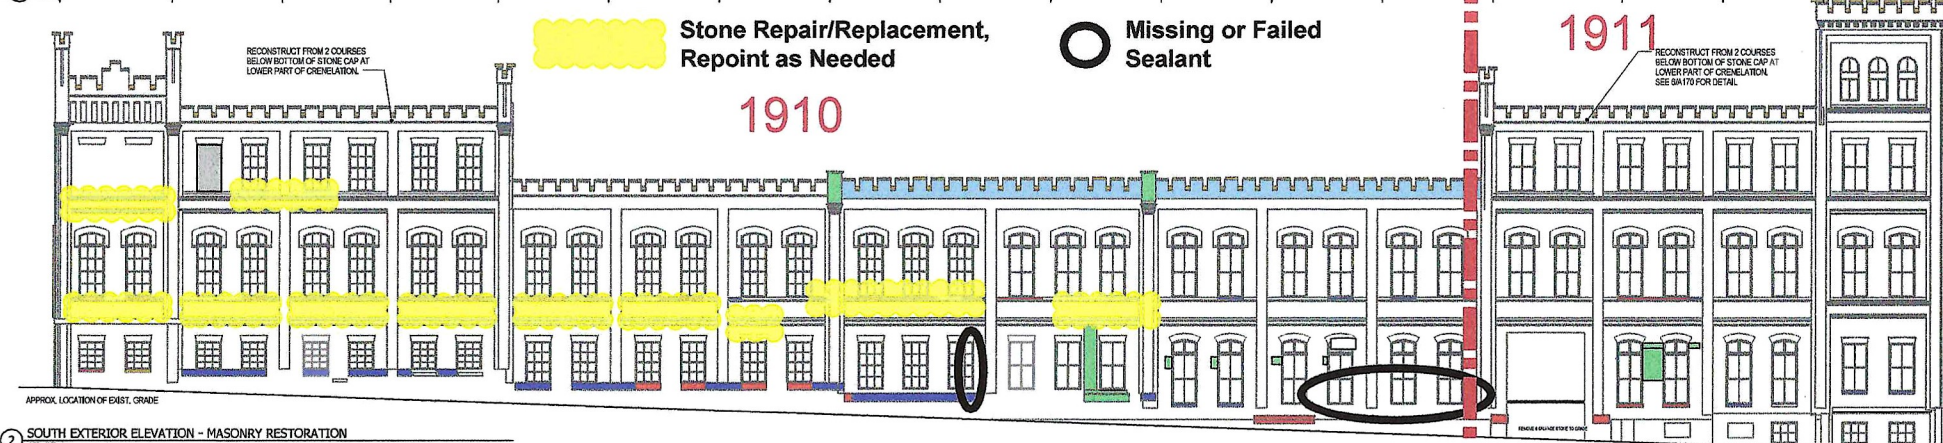 Stone Repair/Replacement,
Repoint as Needed
Missing or Failed
Sealant
1910
1911
RECONSTRUCT FROM 2 COURSES
BELOW BOTTOM OF STONE CAP AT
LOWER PART OF CRENELATION.
RECONSTRUCT FROM 2 COURSES
BELOW BOTTOM OF STONE CAP AT
LOWER PART OF CRENELATION.
SEE 6/A170 FOR DETAIL
APPROX. LOCATION OF EXIST. GRADE
2
SOUTH EXTERIOR ELEVATION - MASONRY RESTORATION